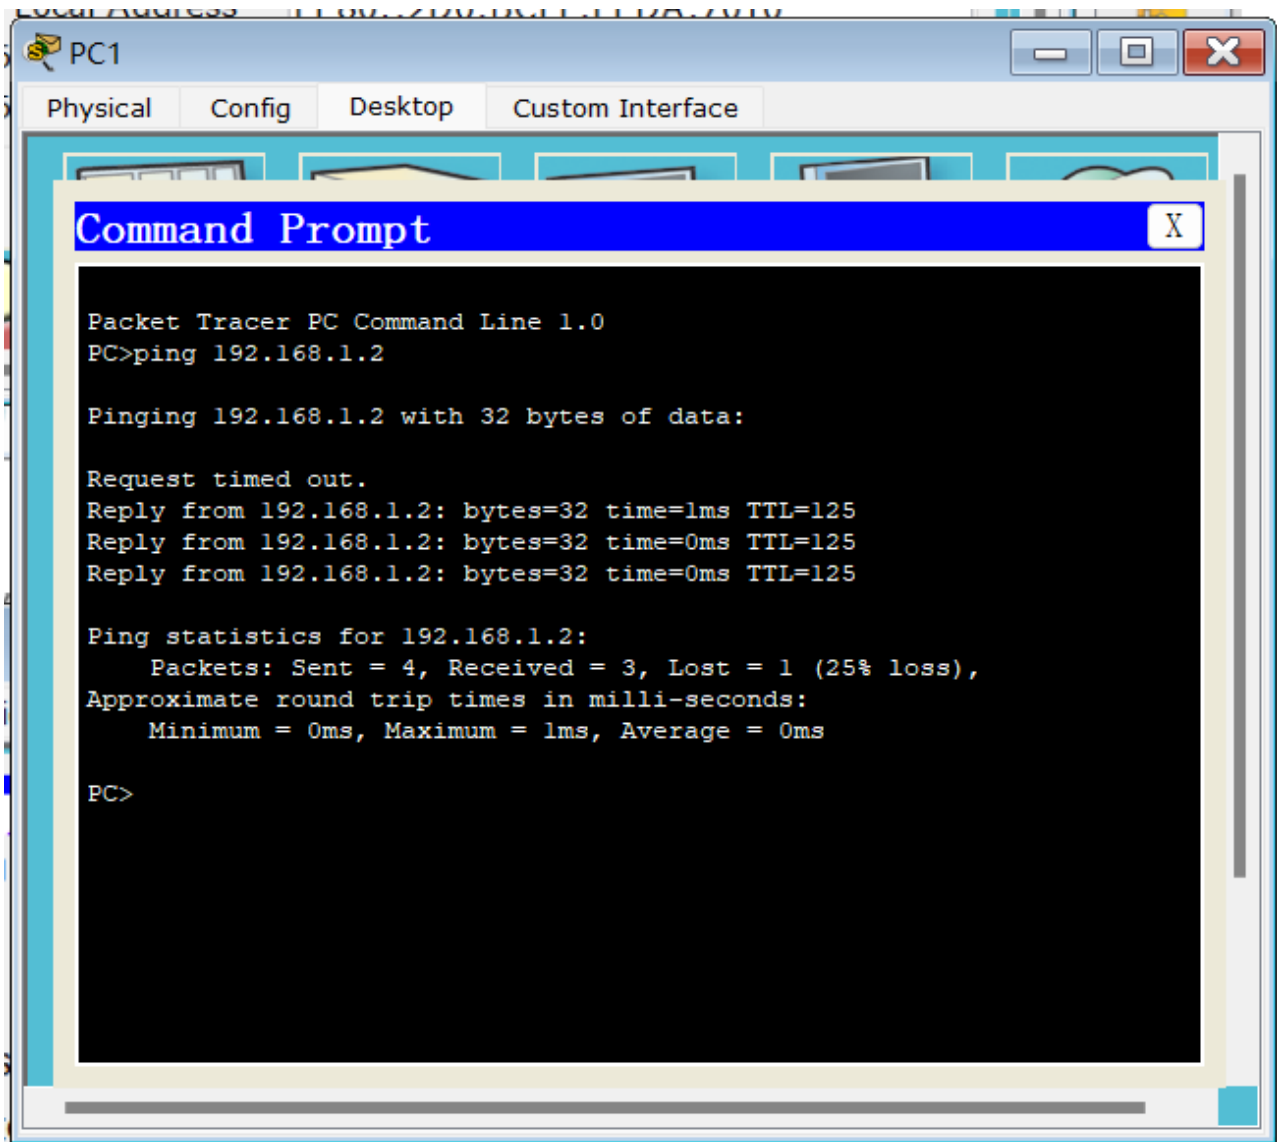 PC1
Physical Config Desktop Custom Interface
Command Prompt X
Packet Tracer PC Command Line 1.0
PC>ping 192.168.1.2
Pinging 192.168.1.2 with 32 bytes of data:
Request timed out.
Reply from 192.168.1.2: bytes=32 time=1ms TTL=125
Reply from 192.168.1.2: bytes=32 time=0ms TTL=125
Reply from 192.168.1.2: bytes=32 time=0ms TTL=125
Ping statistics for 192.168.1.2:
Packets: Sent = 4, Received = 3, Lost = 1 (25% loss),
Approximate round trip times in milli-seconds:
Minimum = 0ms, Maximum = 1ms, Average = 0ms
PC>